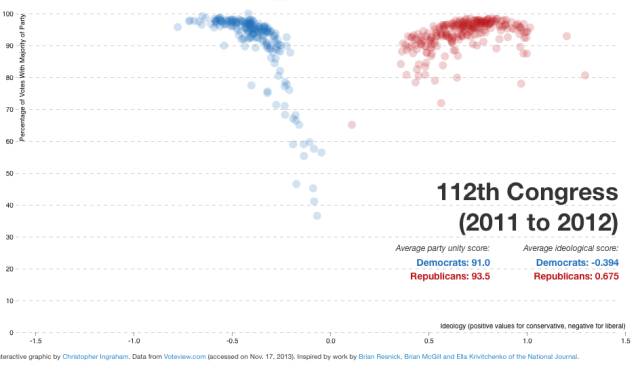 100
90
80
70
60
50
40
30
20
10
0
Percentage of Votes With Majority of Party
112th Congress
(2011 to 2012)
Average party unity score: Average ideological score:
Democrats: 91.0 Democrats: -0.394
Republicans: 93.5 Republicans: 0.675
Ideology (positive values for conservative, negative for liberal)
-1.5 -1.0 -0.5 0.0 0.5 1.0 1.5
nteractive graphic by Christopher Ingraham. Data from Voteview.com (accessed on Nov. 17, 2013). Inspired by work by Brian Resnick, Brian McGill and Ella Krivitchenko of the National Journal.